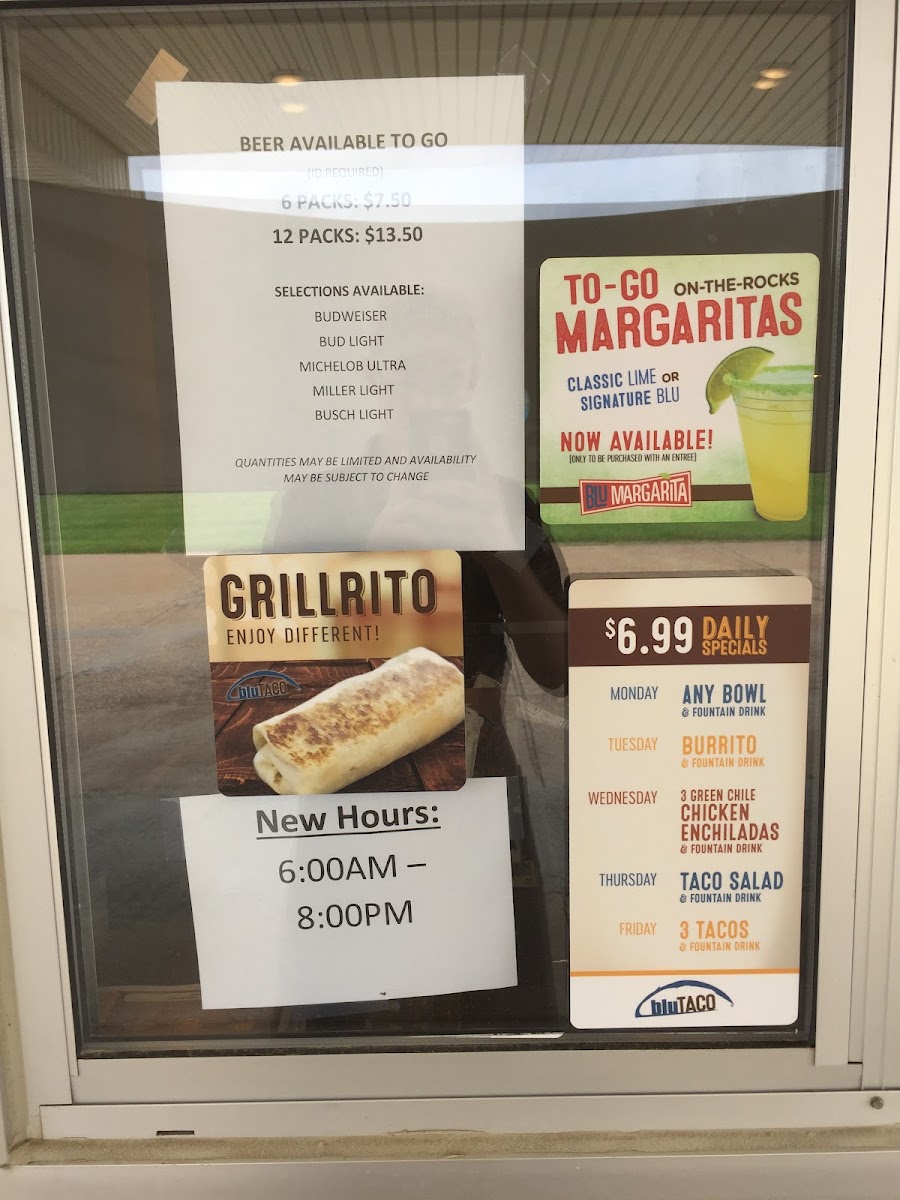 BEER AVAILABLE TO GO
(ID REQUIRED)
6 PACKS: $7.50
12 PACKS: $13.50
SELECTIONS AVAILABLE:
BUDWEISER
BUD LIGHT
MICHELOB ULTRA
MILLER LIGHT
BUSCH LIGHT
QUANTITIES MAY BE LIMITED AND AVAILABILITY
MAY BE SUBJECT TO CHANGE
TO-GO ON-THE-ROCKS
MARGARITAS
CLASSIC LIME OR
SIGNATURE BLU
NOW AVAILABLE!
[ONLY TO BE PURCHASED WITH AN ENTREE]
BLU MARGARITA
GRILLRITO
ENJOY DIFFERENT!
bluTACO
New Hours:
6:00AM –
8:00PM
$6.99 DAILY
SPECIALS
MONDAY ANY BOWL
& FOUNTAIN DRINK
TUESDAY BURRITO
& FOUNTAIN DRINK
WEDNESDAY 3 GREEN CHILE
CHICKEN
ENCHILADAS
& FOUNTAIN DRINK
THURSDAY TACO SALAD
& FOUNTAIN DRINK
FRIDAY 3 TACOS
& FOUNTAIN DRINK
bluTACO